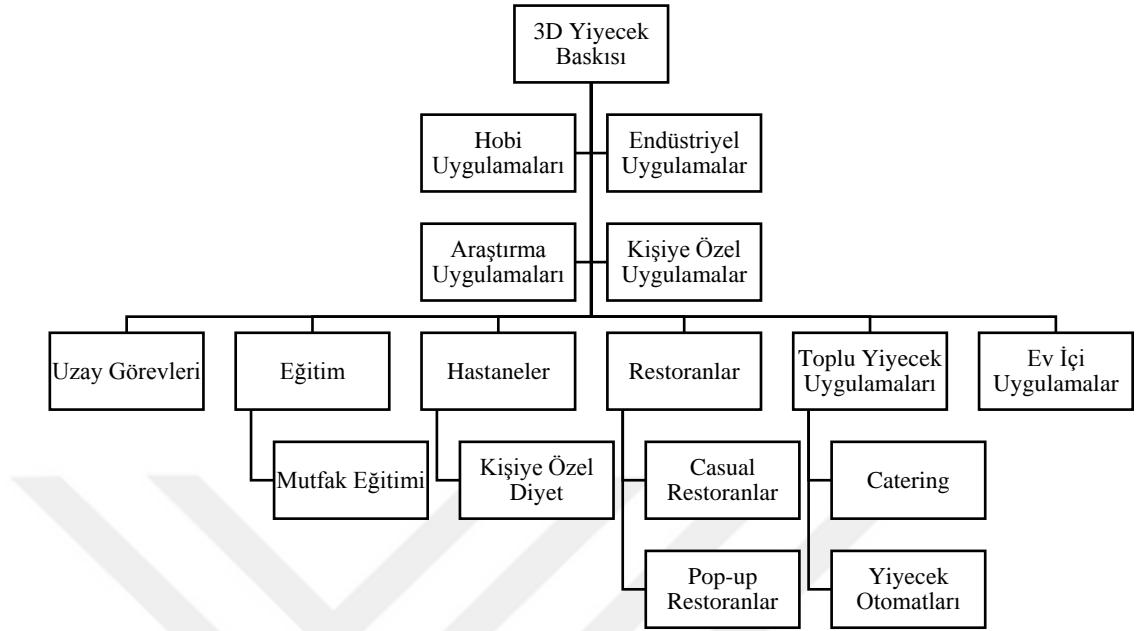 3D Yiyecek
Baskısı
Hobi
Uygulamaları
Endüstriyel
Uygulamalar
Araştırma
Uygulamaları
Kişiye Özel
Uygulamalar
Uzay Görevleri
Eğitim
Hastaneler
Restoranlar
Toplu Yiyecek
Uygulamaları
Ev İçi
Uygulamalar
Mutfak Eğitimi
Kişiye Özel
Diyet
Casual
Restoranlar
Catering
Pop-up
Restoranlar
Yiyecek
Otomatları